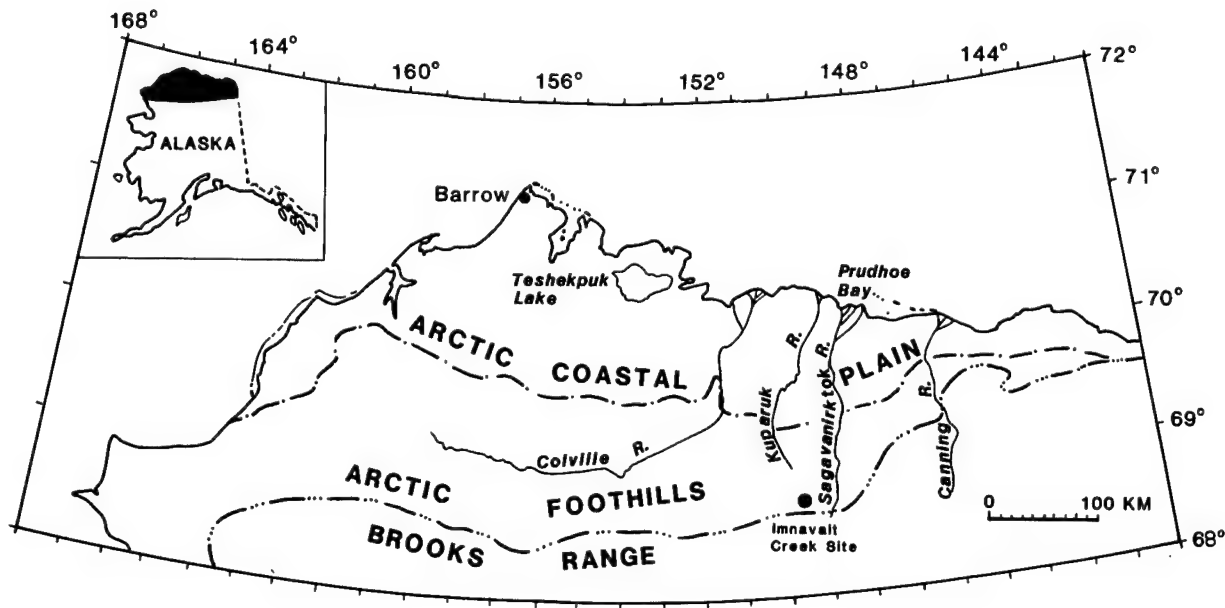 168°
164°
160°
156°
152°
148°
144°
72°
ALASKA
71°
Barrow
Teshekpuk
Lake
Prudhoe
Bay
70°
ARCTIC COASTAL PLAIN
R.
Kuparuk
Sagavanirktok R.
R.
Canning
69°
Colville R.
ARCTIC FOOTHILLS
0 100 KM
Imnavait
Creek Site
BROOKS RANGE
68°